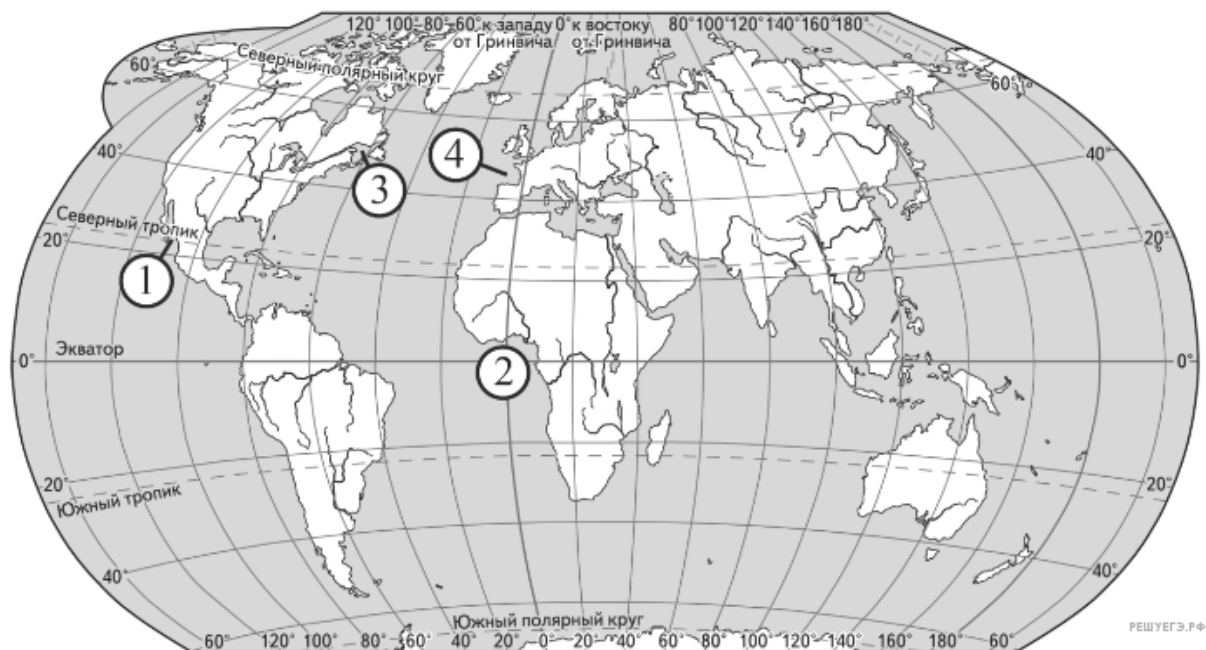 120° 100° 80° 60° к западу 0° к востоку 80° 100° 120° 140° 160° 180°
от Гринвича от Гринвича
Северный полярный круг
60° 60°
4
40° 40°
3
Северный тропик
20° 20°
1
Экватор
0° 0°
2
20° 20°
Южный тропик
40° 40°
Южный полярный круг
РЕШУЕГЭ.РФ
60° 120° 100° 80° 60° 40° 20° 0° 20° 40° 60° 80° 100° 120° 140° 160° 180° 60°